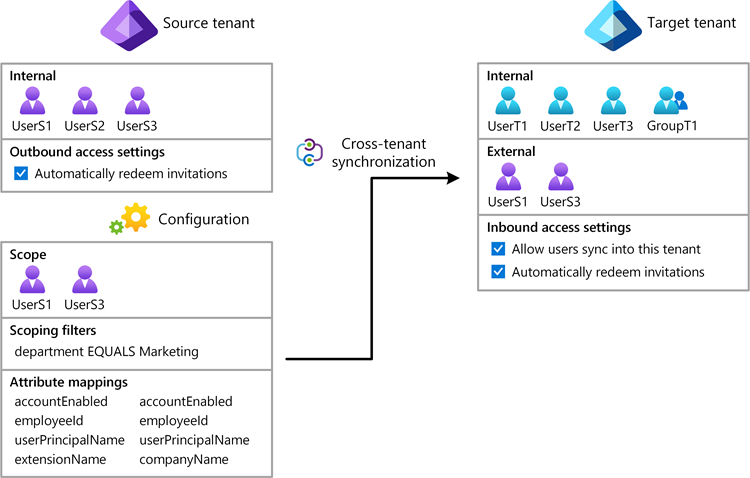 Source tenant
Internal
UserS1 UserS2 UserS3
Outbound access settings
Automatically redeem invitations
Configuration
Scope
UserS1 UserS3
Scoping filters
department EQUALS Marketing
Attribute mappings
accountEnabled accountEnabled
employeeId employeeId
userPrincipalName userPrincipalName
extensionName companyName
Cross-tenant
synchronization
Target tenant
Internal
UserT1 UserT2 UserT3 GroupT1
External
UserS1 UserS3
Inbound access settings
Allow users sync into this tenant
Automatically redeem invitations